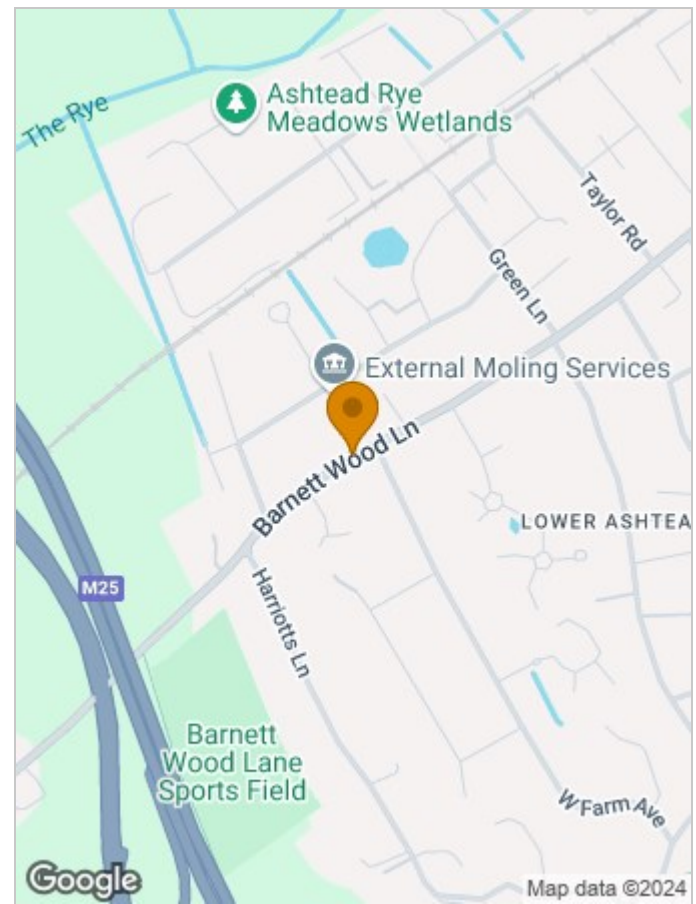 The Rye
Ashtead Rye
Meadows Wetlands
Taylor Rd
Green Ln
External Moling Services
Barnett Wood Ln
LOWER ASHTEA
M25
Harriotts Ln
Barnett
Wood Lane
Sports Field
W Farm Ave
Google
Map data ©2024